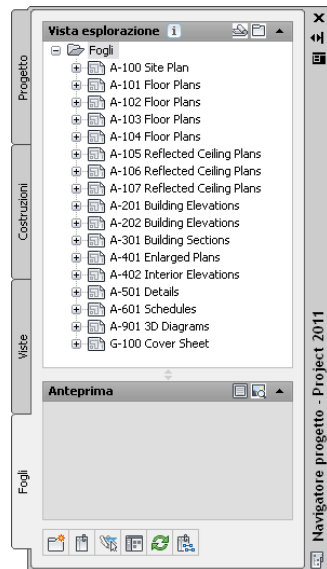 Vista esplorazione
Fogli
A-100 Site Plan
A-101 Floor Plans
A-102 Floor Plans
A-103 Floor Plans
A-104 Floor Plans
A-105 Reflected Ceiling Plans
A-106 Reflected Ceiling Plans
A-107 Reflected Ceiling Plans
A-201 Building Elevations
A-202 Building Elevations
A-301 Building Sections
A-401 Enlarged Plans
A-402 Interior Elevations
A-501 Details
A-601 Schedules
A-901 3D Diagrams
G-100 Cover Sheet
Anteprima
Progetto
Costruzioni
Viste
Fogli
Navigatore progetto - Project 2011